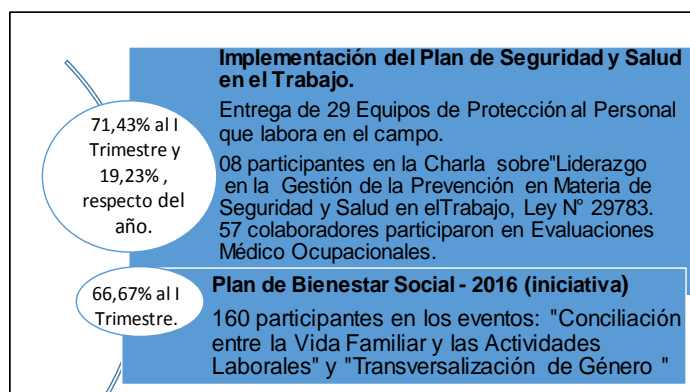 71,43% al I
Trimestre y
19,23% ,
respecto del
año.
Implementación del Plan de Seguridad y Salud
en el Trabajo.
Entrega de 29 Equipos de Protección al Personal
que labora en el campo.
08 participantes en la Charla sobre"Liderazgo
en la Gestión de la Prevención en Materia de
Seguridad y Salud en elTrabajo, Ley N° 29783.
57 colaboradores participaron en Evaluaciones
Médico Ocupacionales.
66,67% al I
Trimestre.
Plan de Bienestar Social - 2016 (iniciativa)
160 participantes en los eventos: "Conciliación
entre la Vida Familiar y las Actividades
Laborales" y "Transversalización de Género "